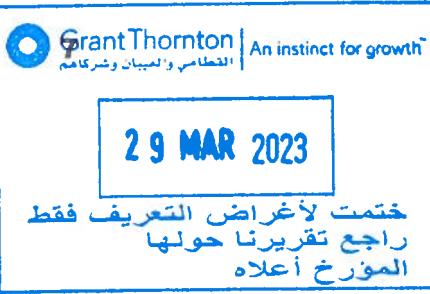 Grant Thornton
القطامي والعيبان وشركاهم
An instinct for growth™
29 MAR 2023
ختمت لأغراض التعريف فقط
راجع تقريرنا حولها
المؤرخ أعلاه